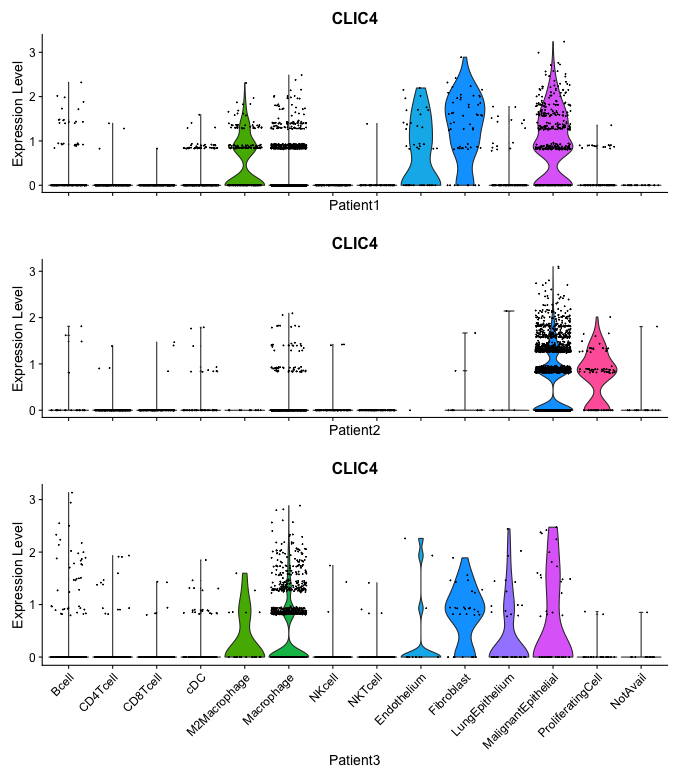 CLIC4
Expression Level
3
2
1
0
Patient1
CLIC4
Expression Level
3
2
1
0
Patient2
CLIC4
Expression Level
3
2
1
0
Bcell
CD4Tcell
CD8Tcell
cDC
M2Macrophage
Macrophage
NKcell
NKTcell
Endothelium
Fibroblast
LungEpithelium
MalignantEpithelial
ProliferatingCell
NotAvail
Patient3